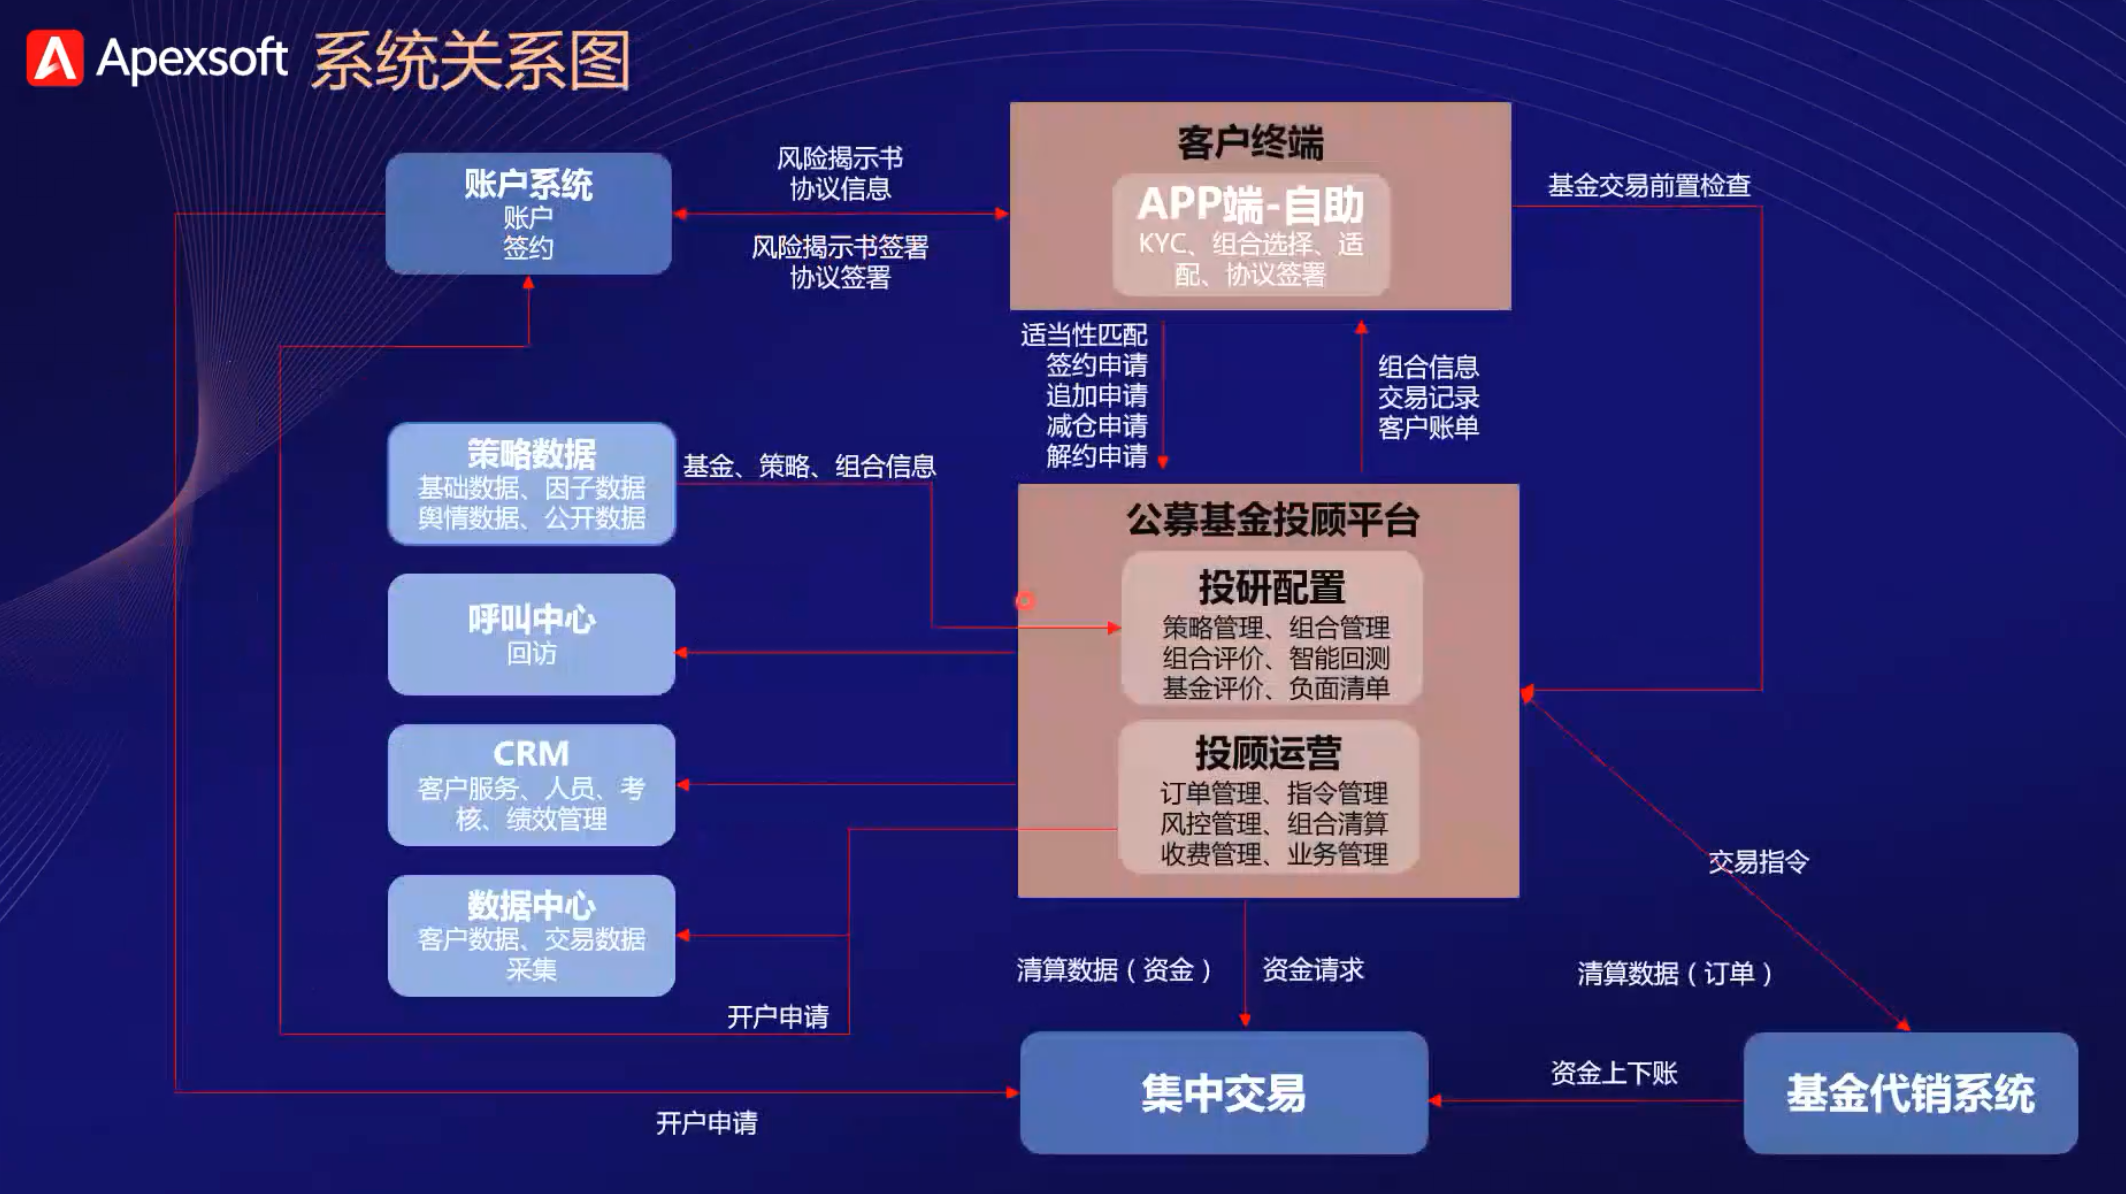 Apexsoft 系统关系图
客户终端
APP端-自助
KYC、组合选择、适
配、协议签署
账户系统
账户
签约
风险揭示书
协议信息
风险揭示书签署
协议签署
基金交易前置检查
适当性匹配
签约申请
追加申请
减仓申请
解约申请
组合信息
交易记录
客户账单
策略数据
基础数据、因子数据
舆情数据、公开数据
基金、策略、组合信息
公募基金投顾平台
投研配置
策略管理、组合管理
组合评价、智能回测
基金评价、负面清单
呼叫中心
回访
投顾运营
订单管理、指令管理
风控管理、组合清算
收费管理、业务管理
CRM
客户服务、人员、考
核、绩效管理
数据中心
客户数据、交易数据
采集
交易指令
清算数据（资金）
资金请求
清算数据（订单）
开户申请
集中交易
资金上下账
基金代销系统
开户申请